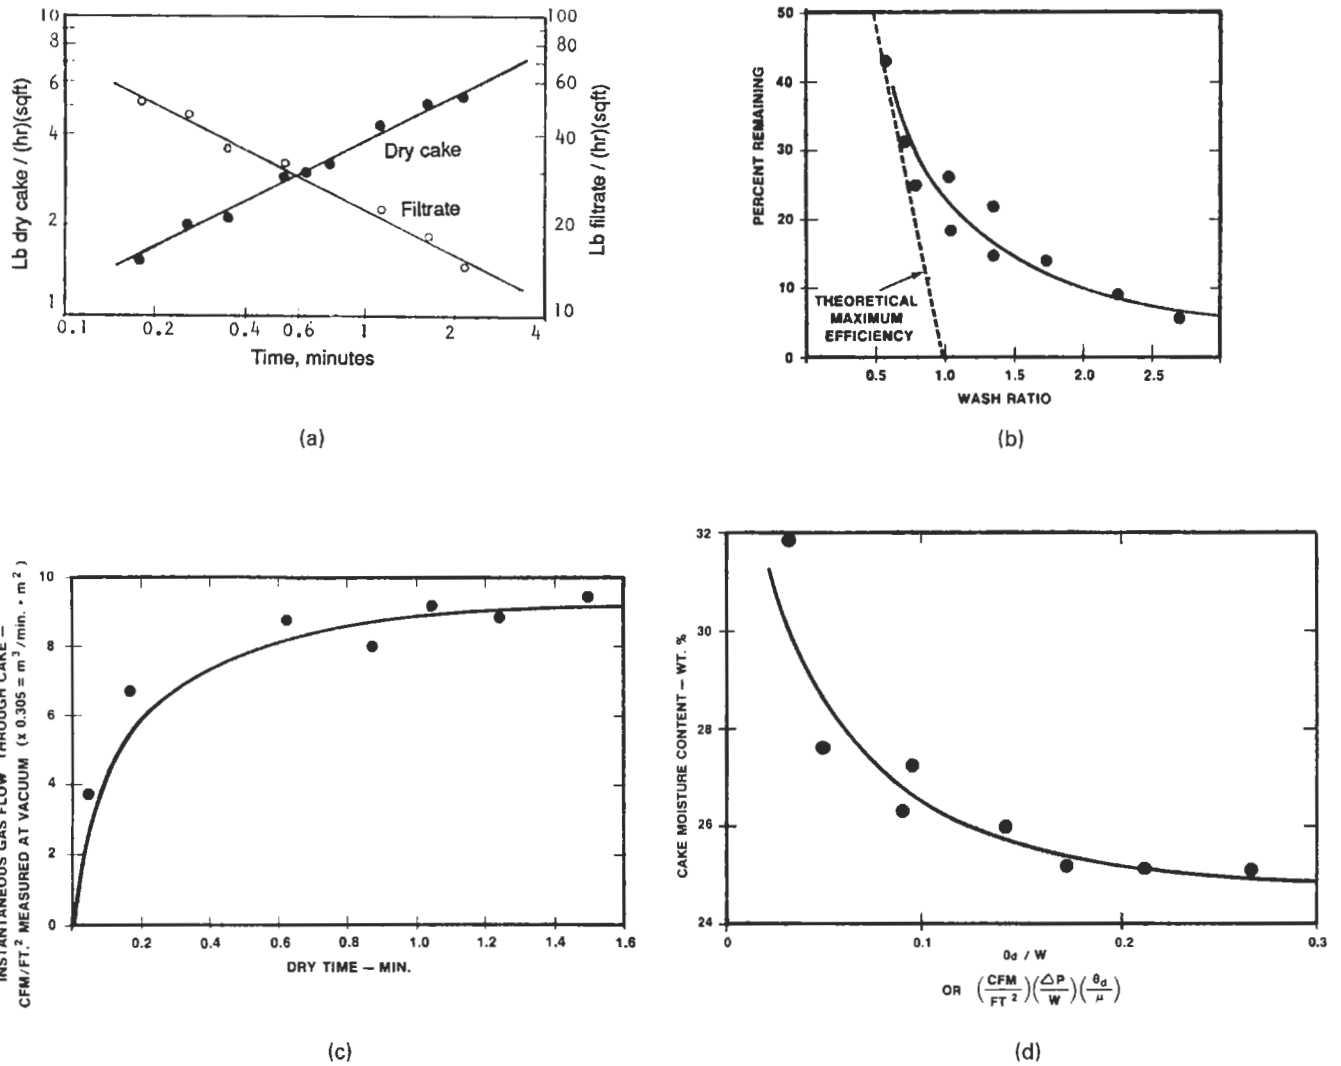 Lb dry cake / (hr)(sqft)
10
8
6
4
2
1
100
80
60
40
20
10
Lb filtrate / (hr)(sqft)
Dry cake
Filtrate
0.1 0.2 0.4 0.6 1 2 4
Time, minutes
(a)
PERCENT REMAINING
50
40
30
20
10
0
THEORETICAL
MAXIMUM
EFFICIENCY
0.5 1.0 1.5 2.0 2.5
WASH RATIO
(b)
INSTANTANEOUS GAS FLOW THROUGH CAKE –
CFM/FT.² MEASURED AT VACUUM (x 0.305 = m³/min. • m²)
10
8
6
4
2
0
0.2 0.4 0.6 0.8 1.0 1.2 1.4 1.6
DRY TIME – MIN.
(c)
CAKE MOISTURE CONTENT – WT. %
32
30
28
26
24
0 0.1 0.2 0.3
θd / W
OR (CFM/FT²)(△P/W)(θd/μ)
(d)